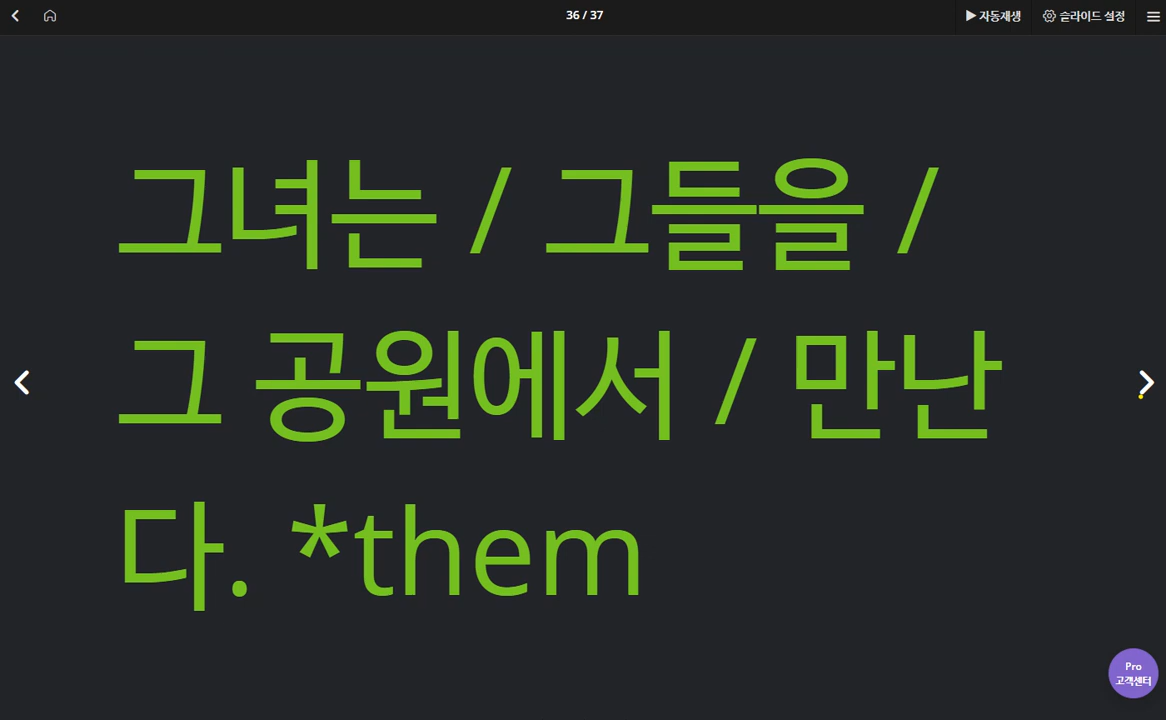 36 / 37
▶ 자동재생
슬라이드 설정
그녀는 / 그들을 /
그 공원에서 / 만난
다. *them
Pro
고객센터